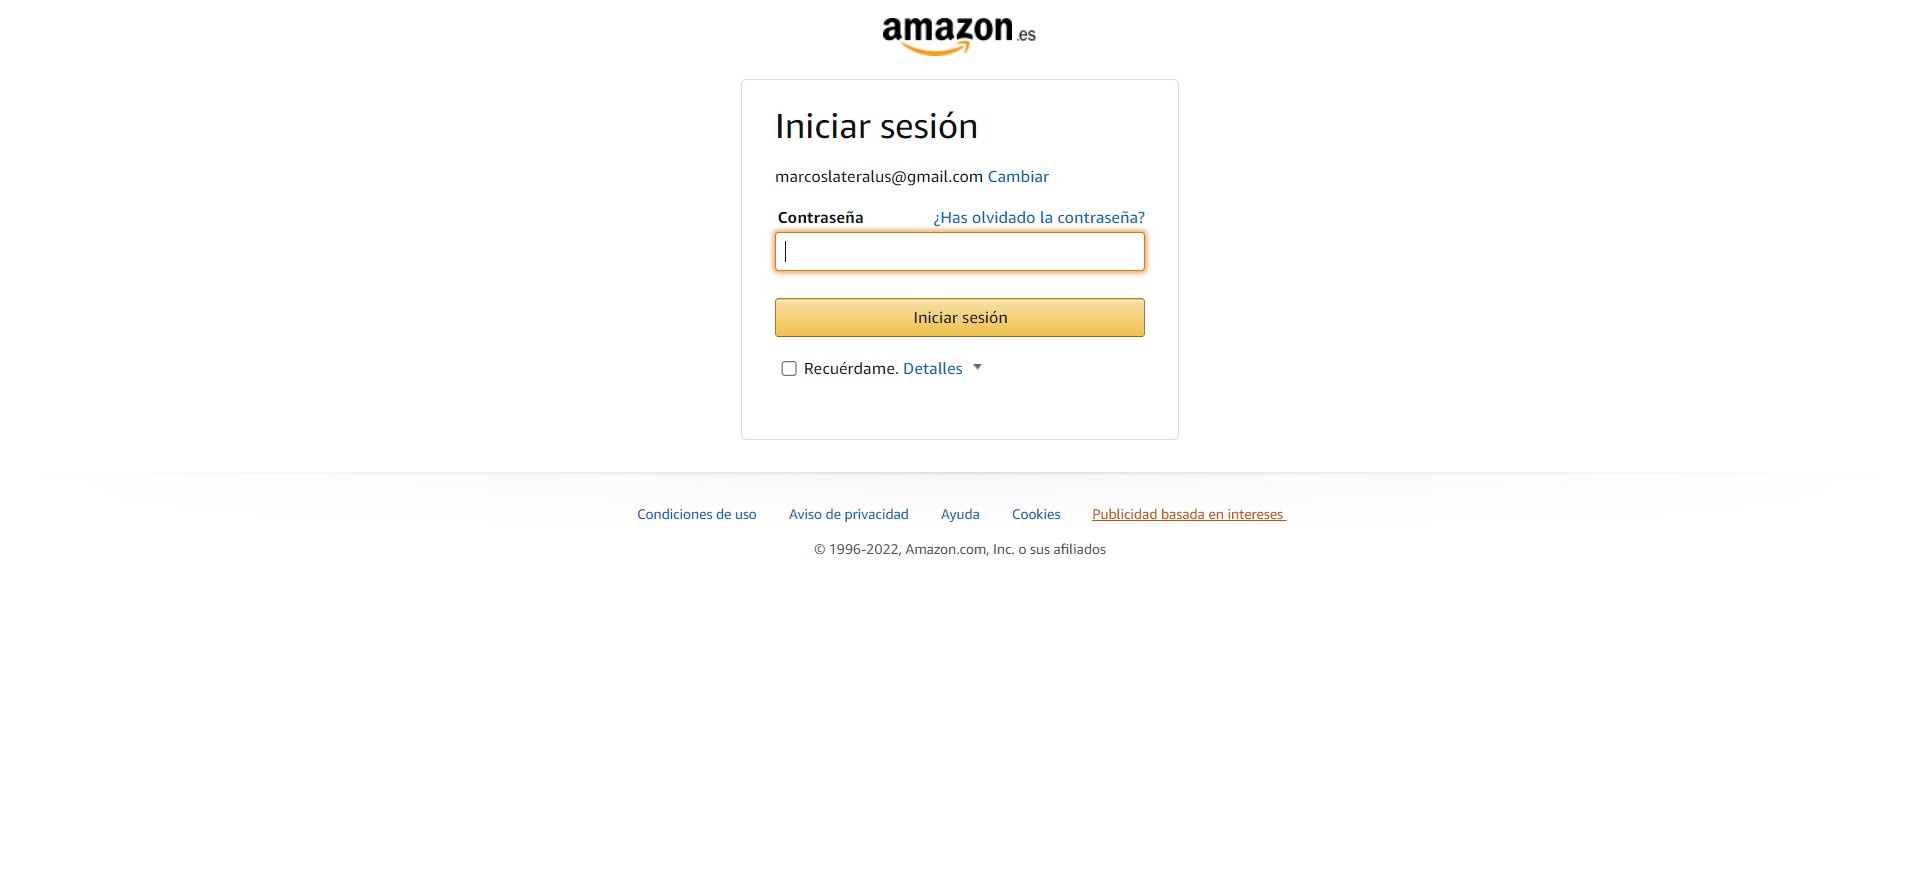 amazon.es
Iniciar sesión
marcoslateralus@gmail.com Cambiar
Contraseña ¿Has olvidado la contraseña?
Iniciar sesión
Recuérdame. Detalles
Condiciones de uso Aviso de privacidad Ayuda Cookies Publicidad basada en intereses
© 1996-2022, Amazon.com, Inc. o sus afiliados